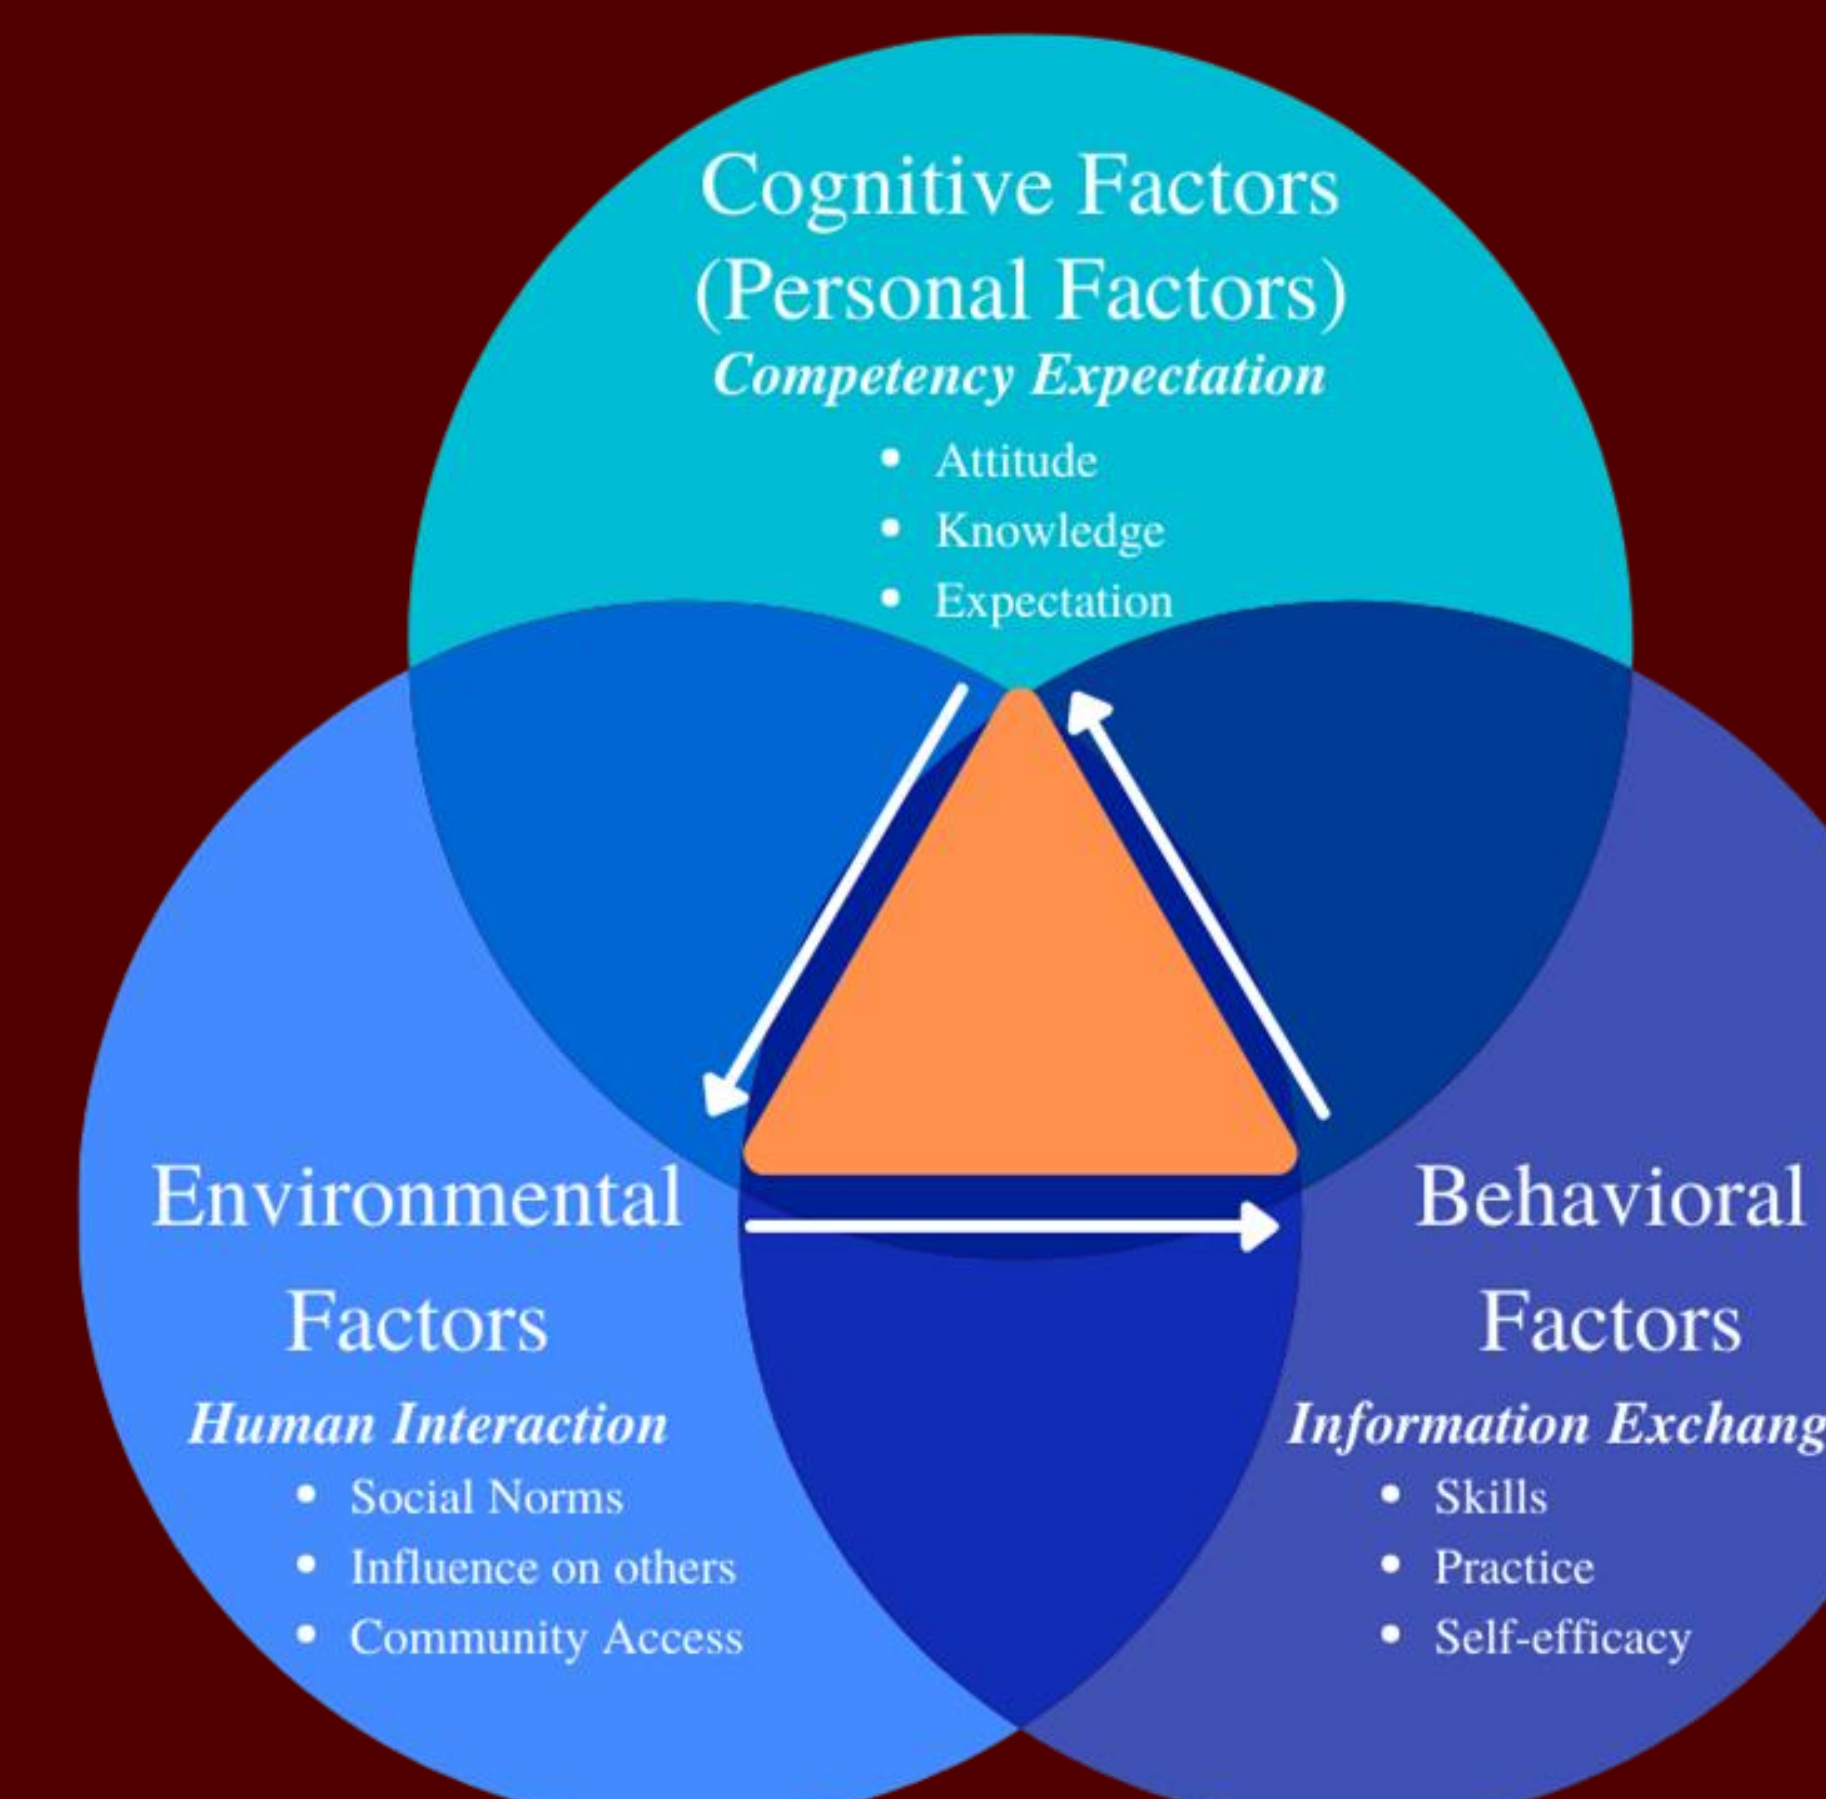 Cognitive Factors
(Personal Factors)
Competency Expectation
• Attitude
• Knowledge
• Expectation
Environmental
Factors
Human Interaction
• Social Norms
• Influence on others
• Community Access
Behavioral
Factors
Information Exchang
• Skills
• Practice
• Self-efficacy